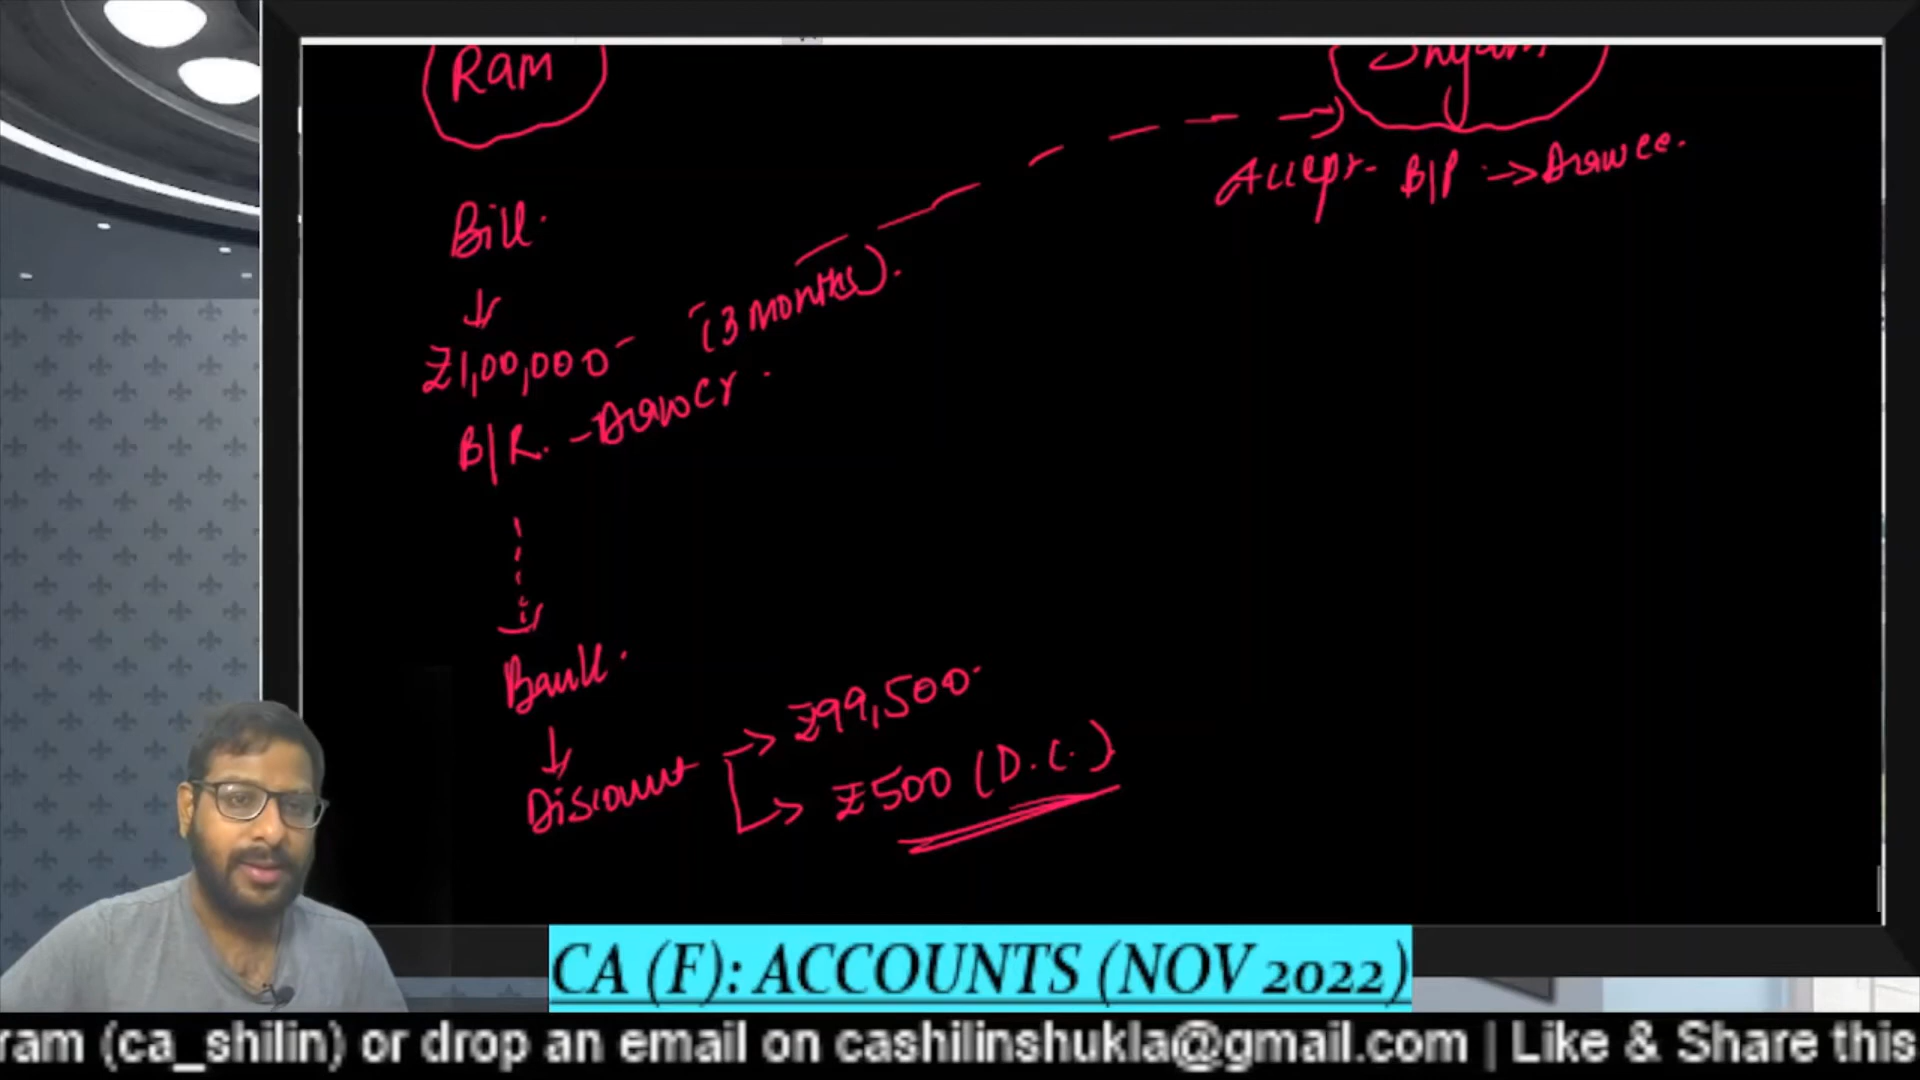 Ram
Shyam
Accept- B/P → Drawee.
Bill.
↓
₹1,00,000 (3 months).
B/R. - Drawer.
Bank.
↓
Discount → ₹99,500
→ ₹500 (D.C.)
CA (F): ACCOUNTS (NOV 2022)
ram (ca_shilin) or drop an email on cashilinshukla@gmail.com | Like & Share this